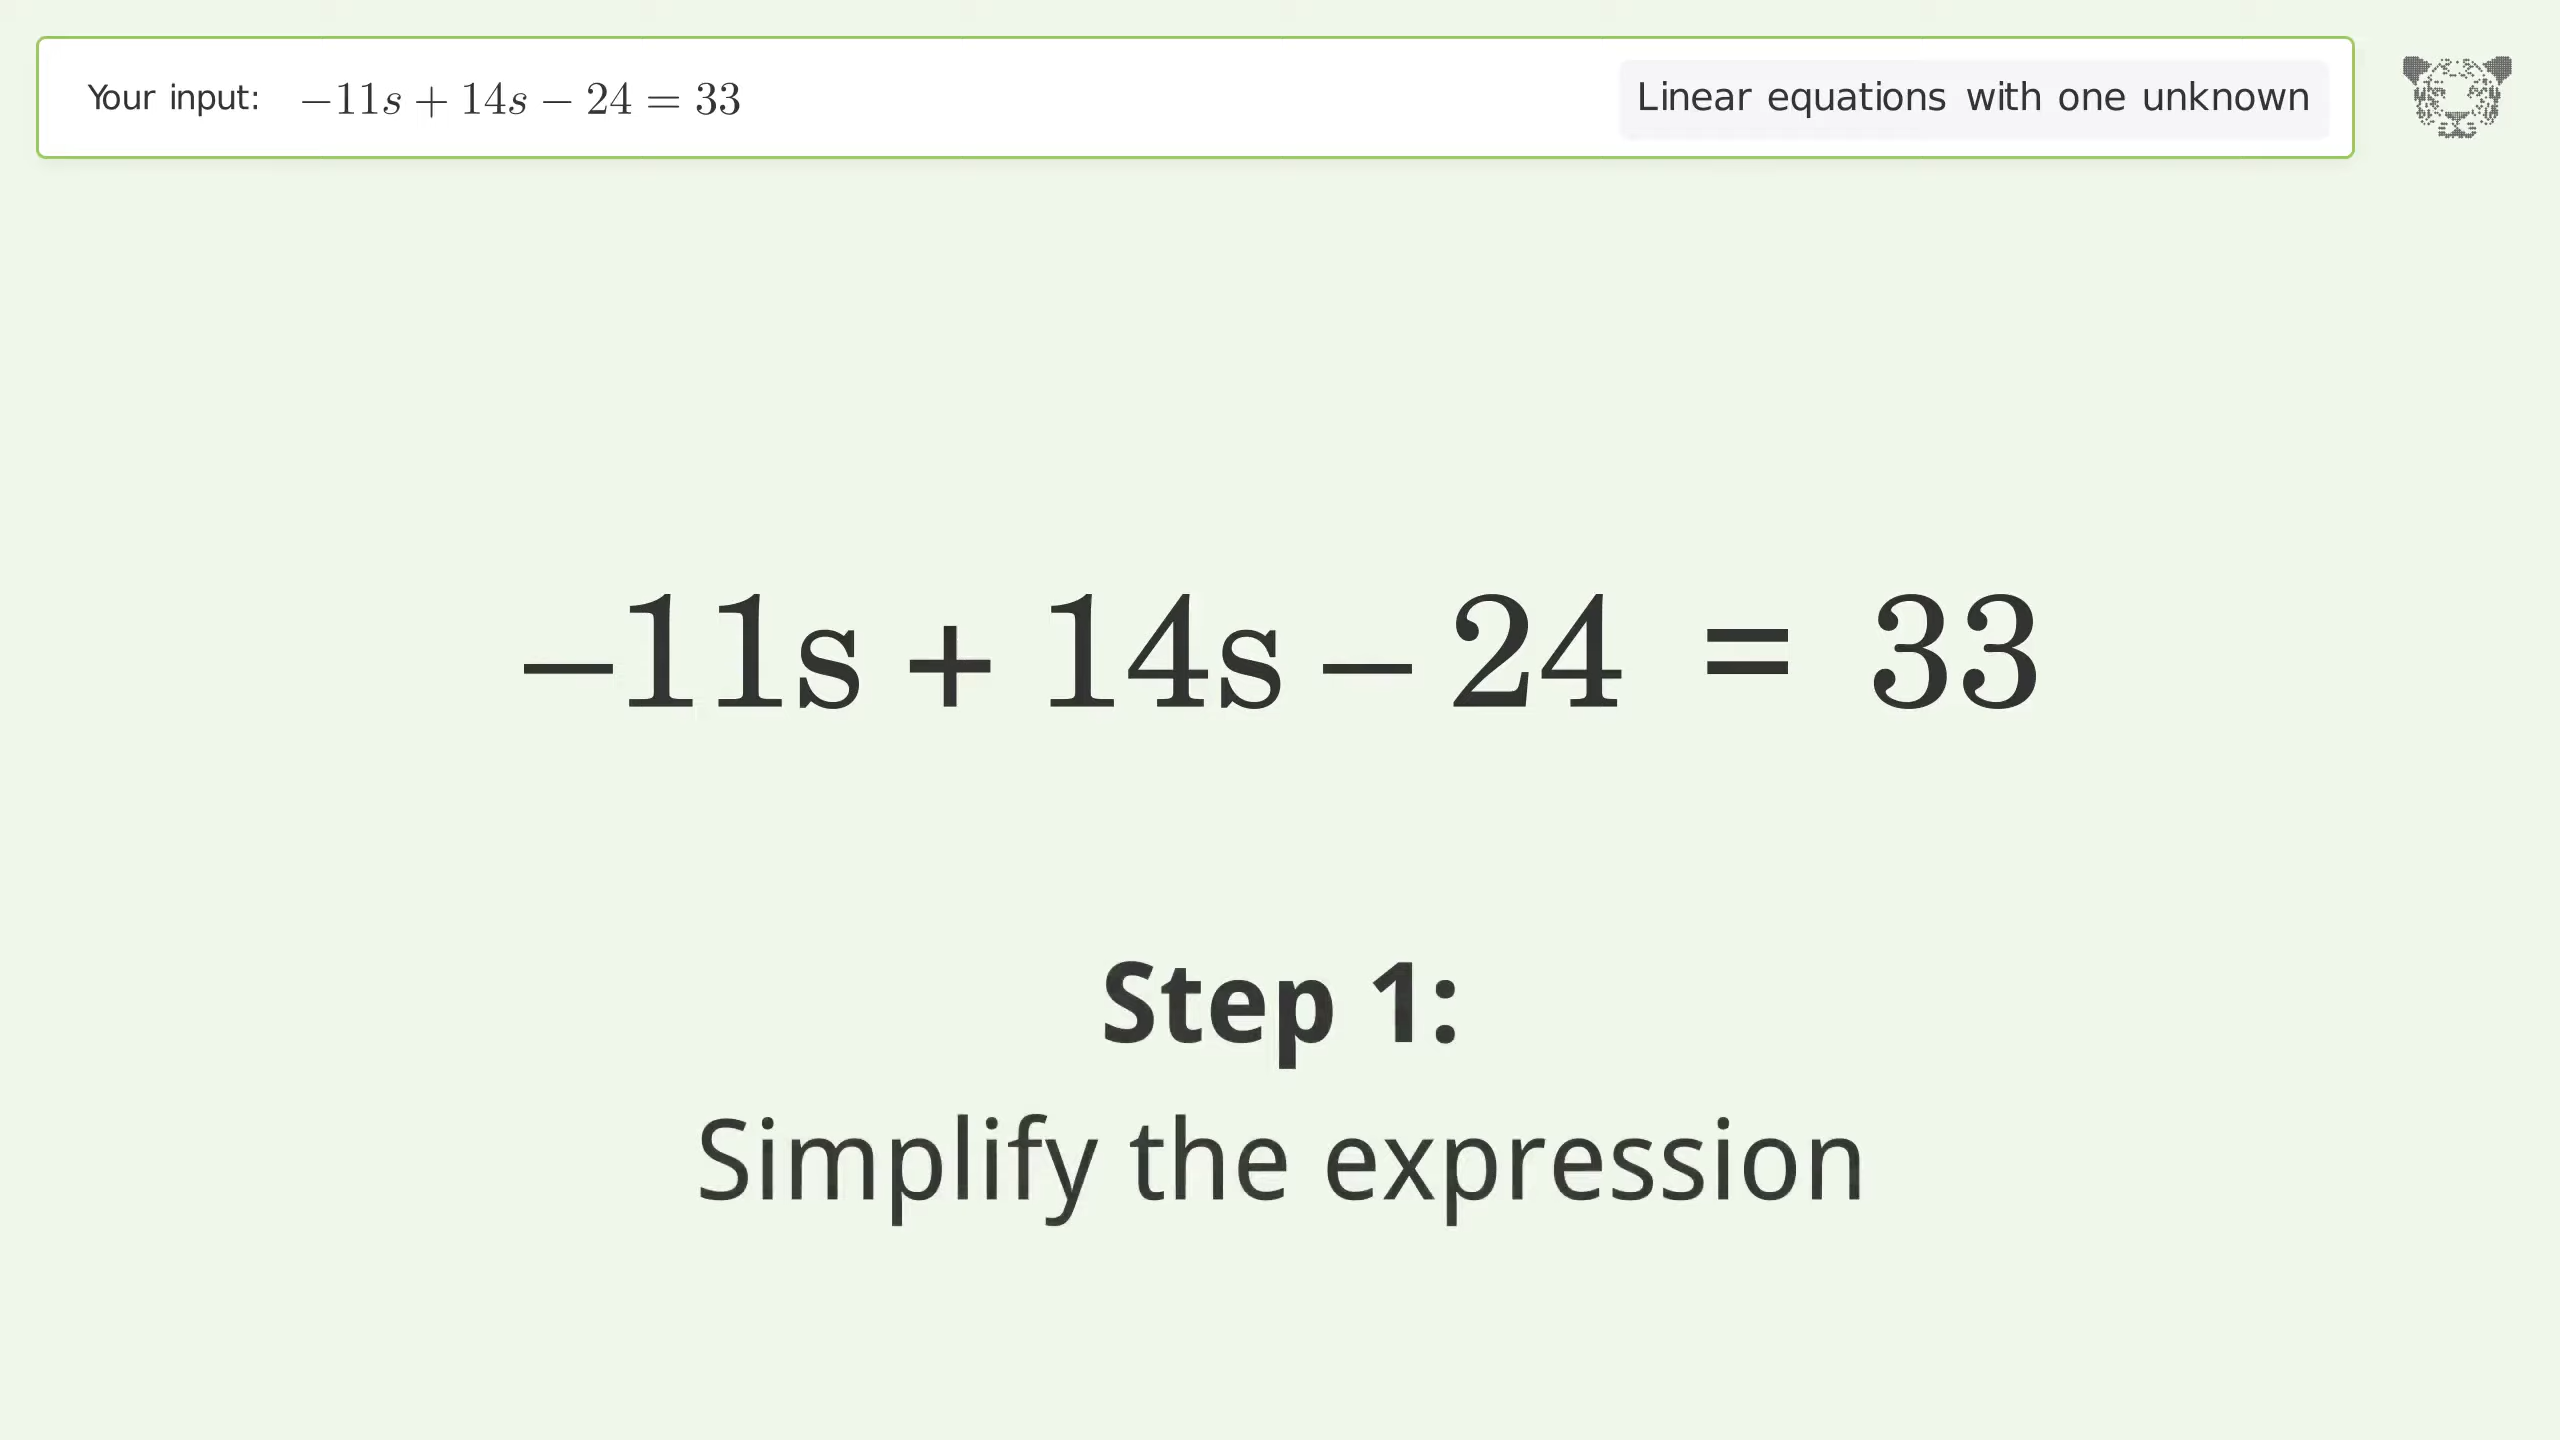 Your input: −11s + 14s − 24 = 33
Linear equations with one unknown
−11s + 14s − 24 = 33
Step 1:
Simplify the expression